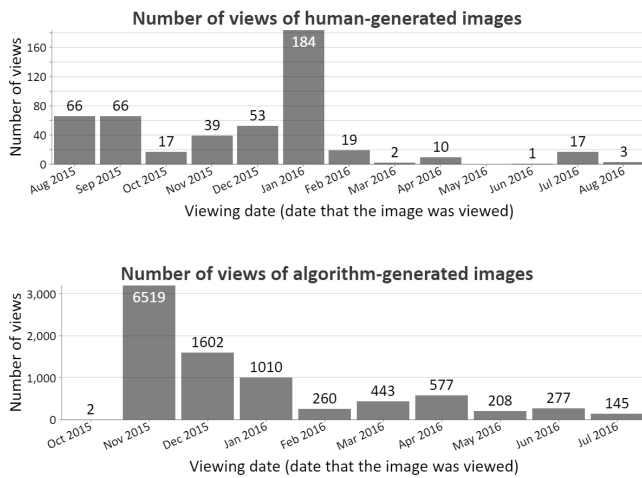 Number of views of human-generated images
Number of views
160
120
80
40
0
66
66
17
39
53
184
19
2
10
1
17
3
Aug 2015
Sep 2015
Oct 2015
Nov 2015
Dec 2015
Jan 2016
Feb 2016
Mar 2016
Apr 2016
May 2016
Jun 2016
Jul 2016
Aug 2016
Viewing date (date that the image was viewed)
Number of views of algorithm-generated images
Number of views
3,000
2,000
1,000
0
2
6519
1602
1010
260
443
577
208
277
145
Oct 2015
Nov 2015
Dec 2015
Jan 2016
Feb 2016
Mar 2016
Apr 2016
May 2016
Jun 2016
Jul 2016
Viewing date (date that the image was viewed)